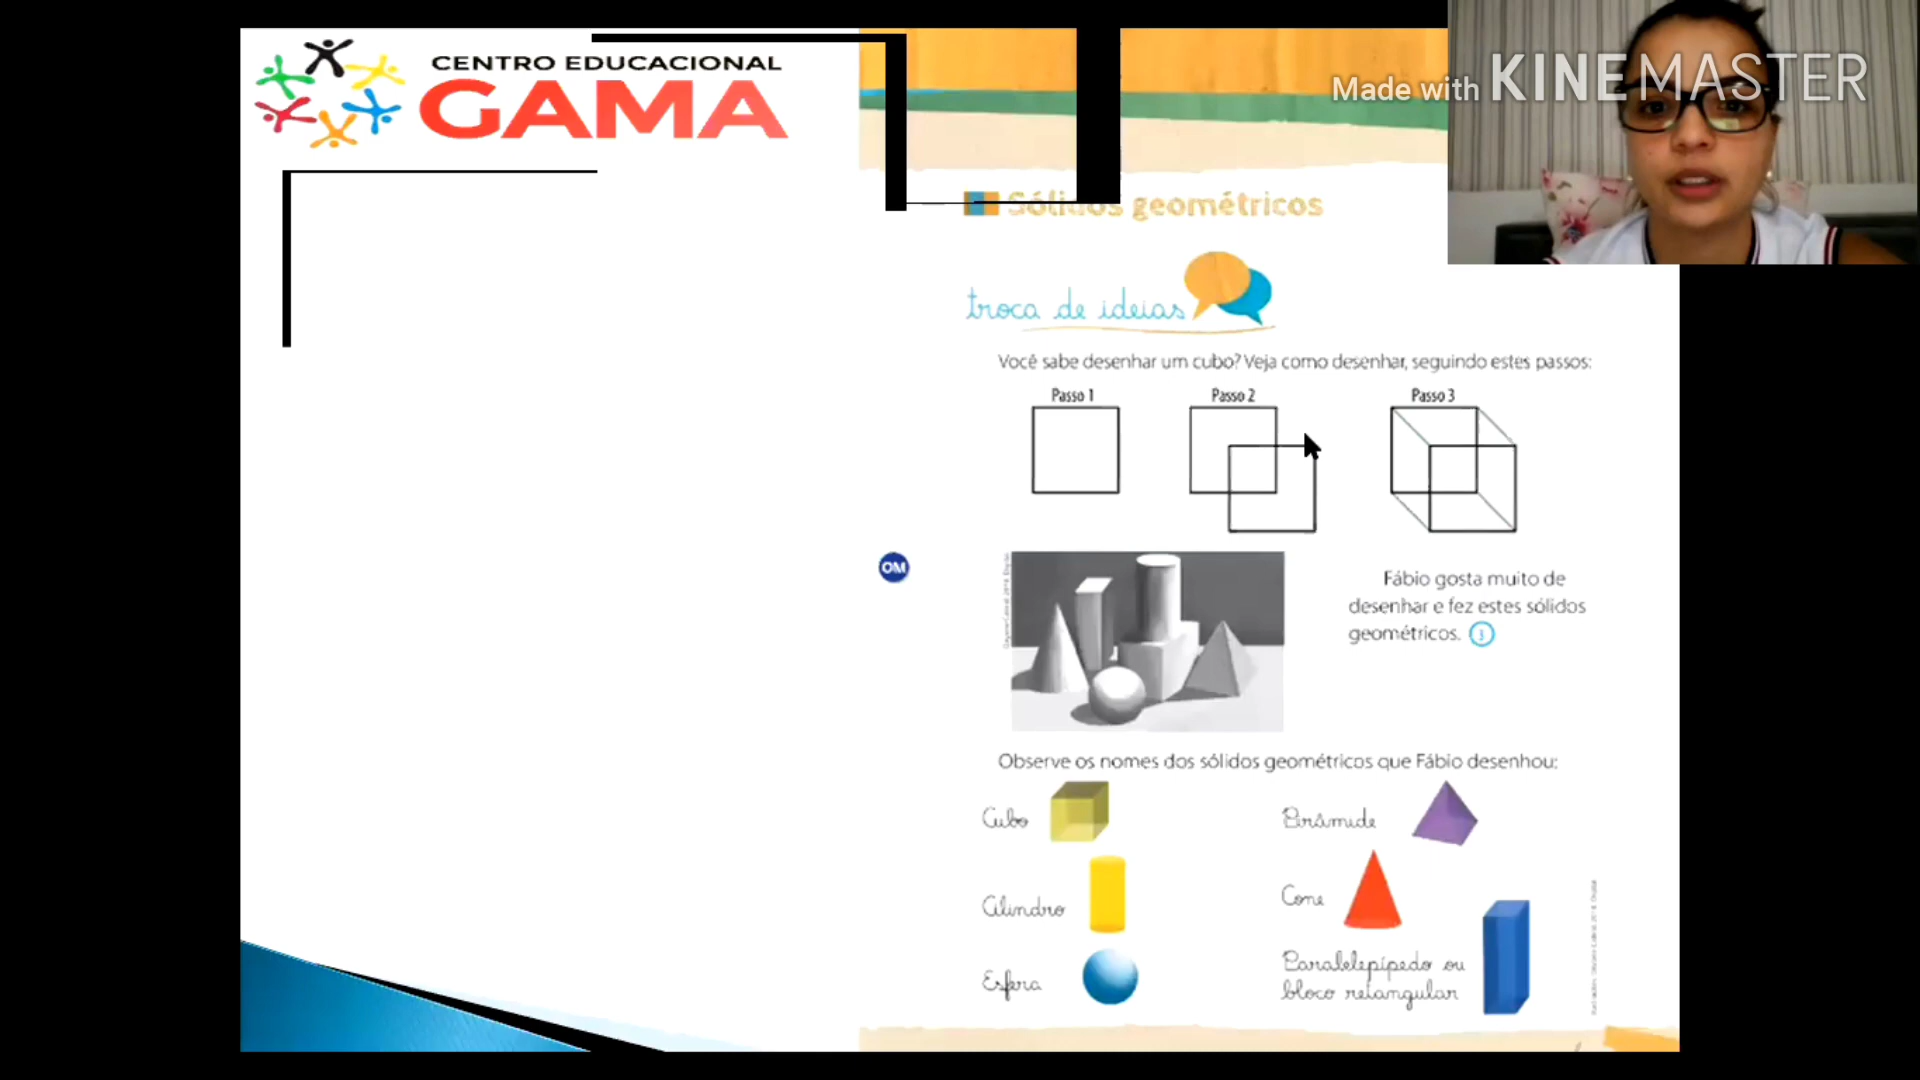 CENTRO EDUCACIONAL
GAMA
Made with KINEMASTER
Sólidos geométricos
troca de ideias
Você sabe desenhar um cubo? Veja como desenhar, seguindo estes passos:
Passo 1 Passo 2 Passo 3
OM
Fábio gosta muito de
desenhar e fez estes sólidos
geométricos. 3
Observe os nomes dos sólidos geométricos que Fábio desenhou:
Cubo Pirâmide
Cilindro Cone
Esfera Paralelepípedo ou
bloco retangular